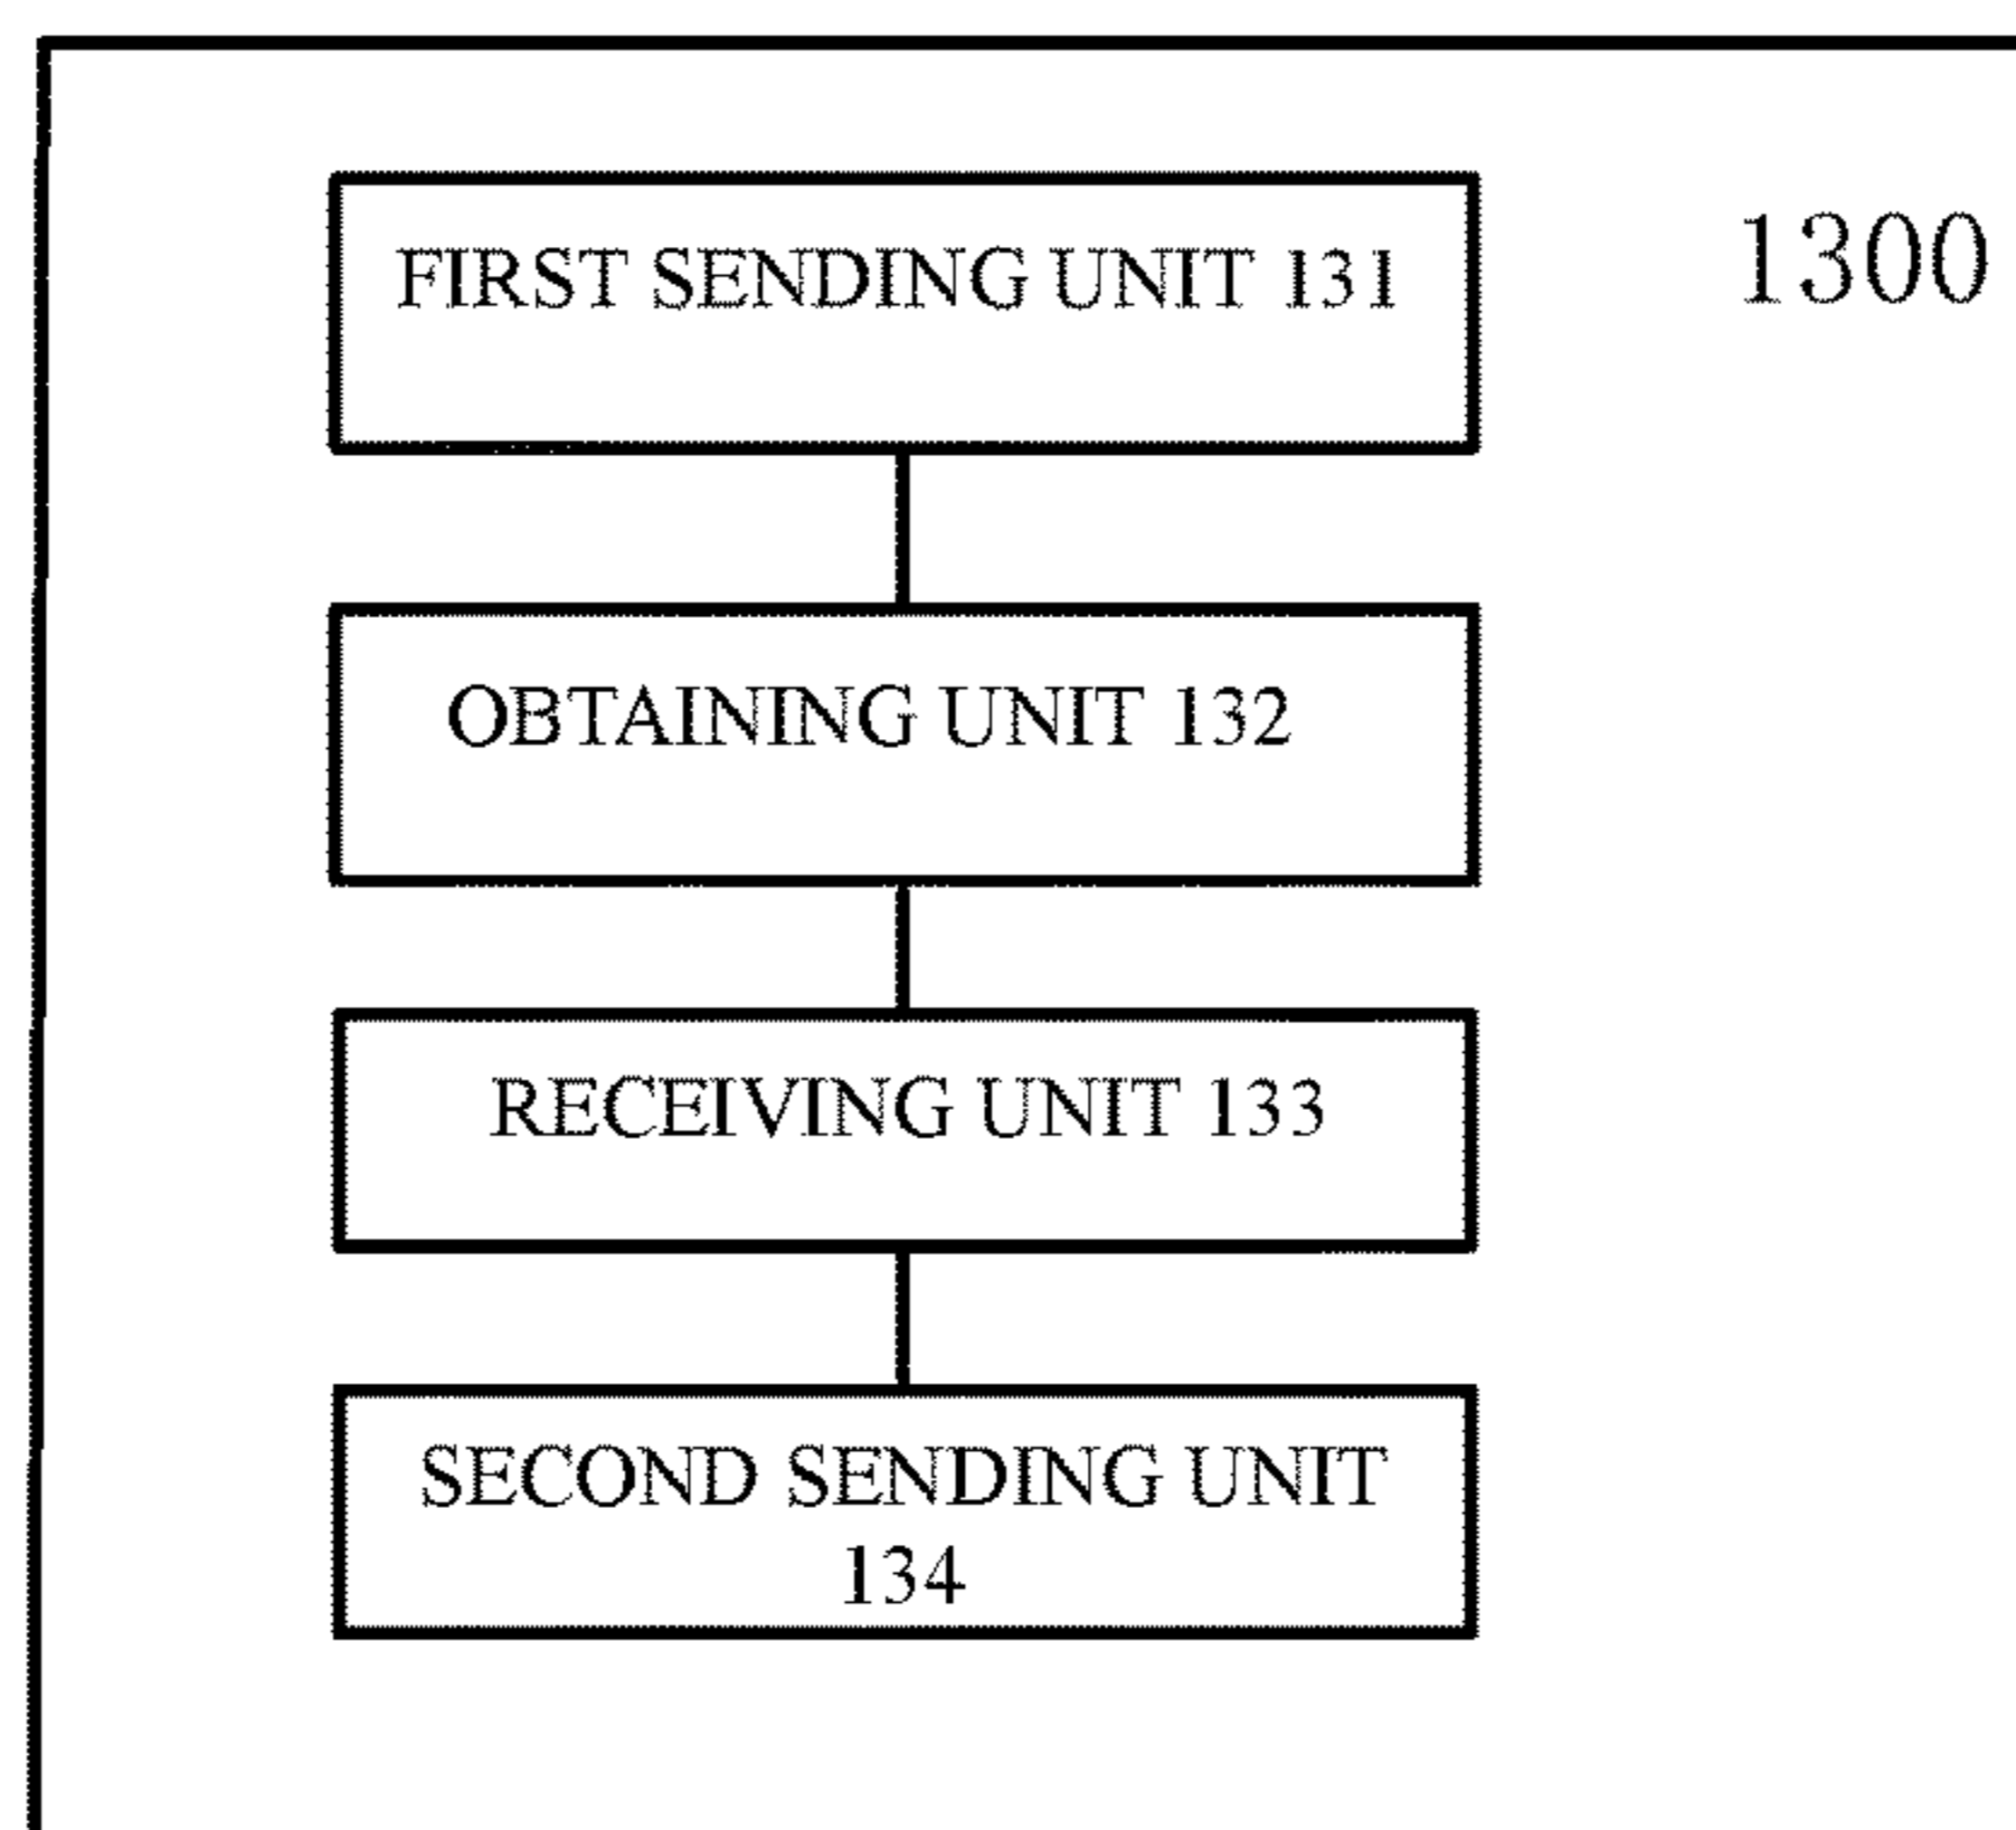 FIRST SENDING UNIT 131
1300
OBTAINING UNIT 132
RECEIVING UNIT 133
SECOND SENDING UNIT
134